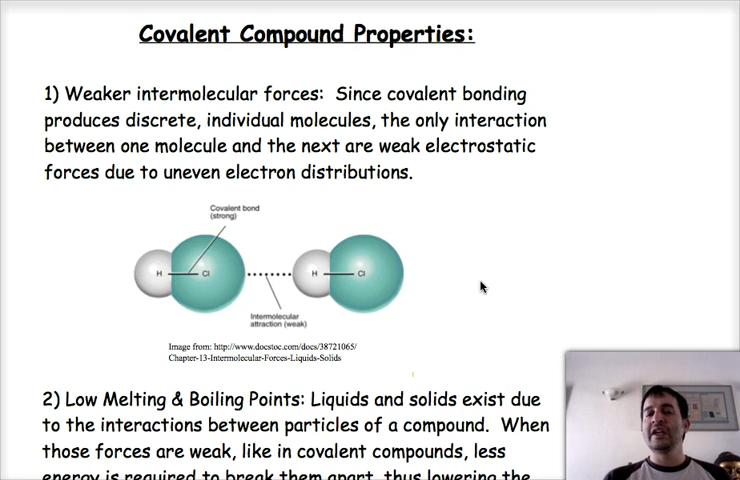 Covalent Compound Properties:
1) Weaker intermolecular forces:  Since covalent bonding
produces discrete, individual molecules, the only interaction
between one molecule and the next are weak electrostatic
forces due to uneven electron distributions.
Covalent bond
(strong)
H
Cl
H
Cl
Intermolecular
attraction (weak)
Image from: http://www.docstoc.com/docs/38721065/
Chapter-13-Intermolecular-Forces-Liquids-Solids
2) Low Melting & Boiling Points: Liquids and solids exist due
to the interactions between particles of a compound.  When
those forces are weak, like in covalent compounds, less
energy is required to break them apart, thus lowering the